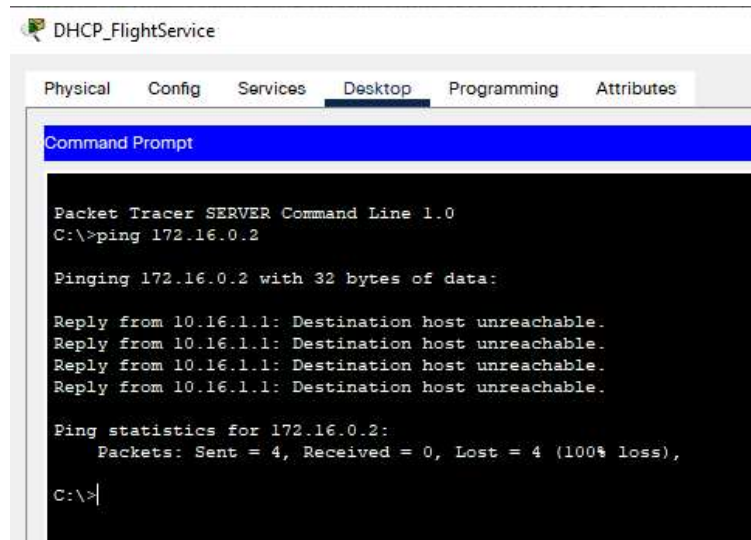 DHCP_FlightService
Physical Config Services Desktop Programming Attributes
Command Prompt
Packet Tracer SERVER Command Line 1.0
C:\>ping 172.16.0.2
Pinging 172.16.0.2 with 32 bytes of data:
Reply from 10.16.1.1: Destination host unreachable.
Reply from 10.16.1.1: Destination host unreachable.
Reply from 10.16.1.1: Destination host unreachable.
Reply from 10.16.1.1: Destination host unreachable.
Ping statistics for 172.16.0.2:
Packets: Sent = 4, Received = 0, Lost = 4 (100% loss),
C:\>